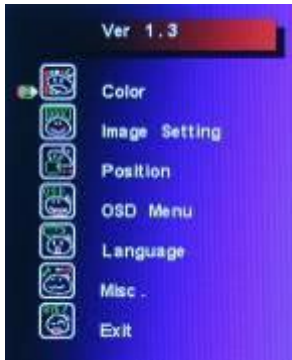 Ver 1.3
Color
Image Setting
Position
OSD Menu
Language
Misc.
Exit